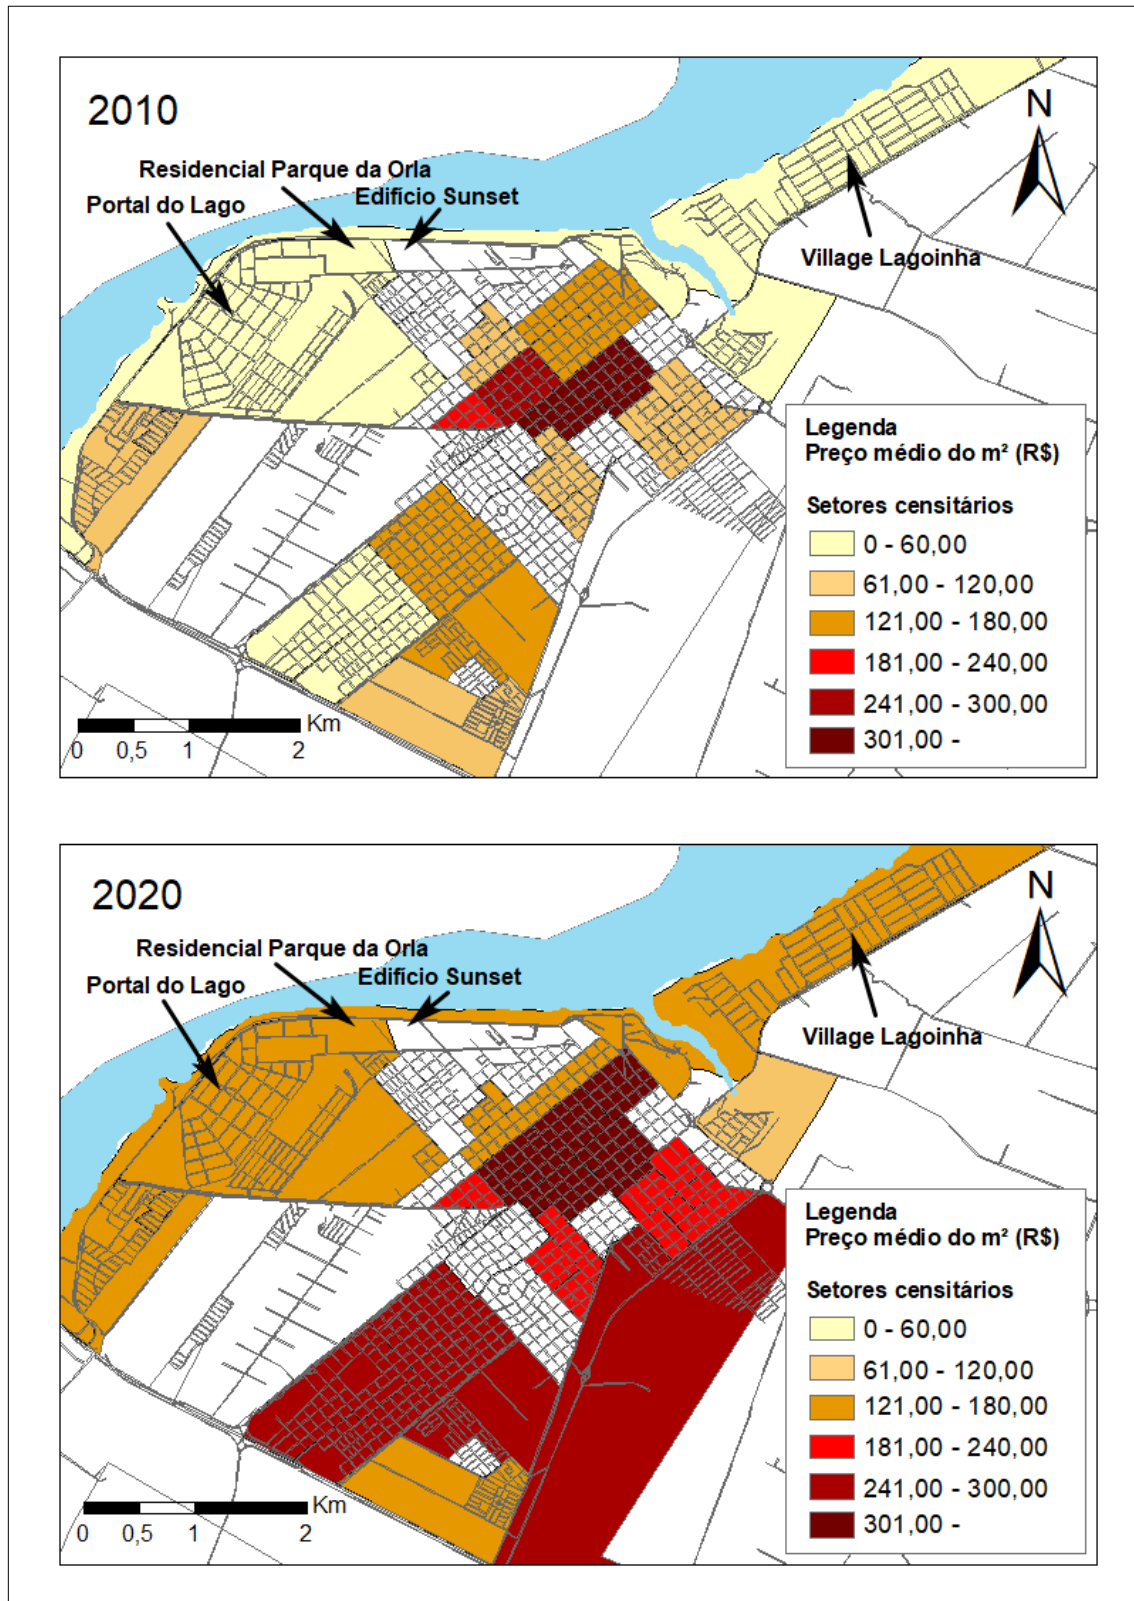 2010
N
Residencial Parque da Orla
Edificio Sunset
Portal do Lago
Village Lagoinha
Legenda
Preço médio do m² (R$)
Setores censitários
0 - 60,00
61,00 - 120,00
121,00 - 180,00
181,00 - 240,00
241,00 - 300,00
301,00 -
Km
0 0,5 1 2
2020
N
Residencial Parque da Orla
Edificio Sunset
Portal do Lago
Village Lagoinha
Legenda
Preço médio do m² (R$)
Setores censitários
0 - 60,00
61,00 - 120,00
121,00 - 180,00
181,00 - 240,00
241,00 - 300,00
301,00 -
Km
0 0,5 1 2